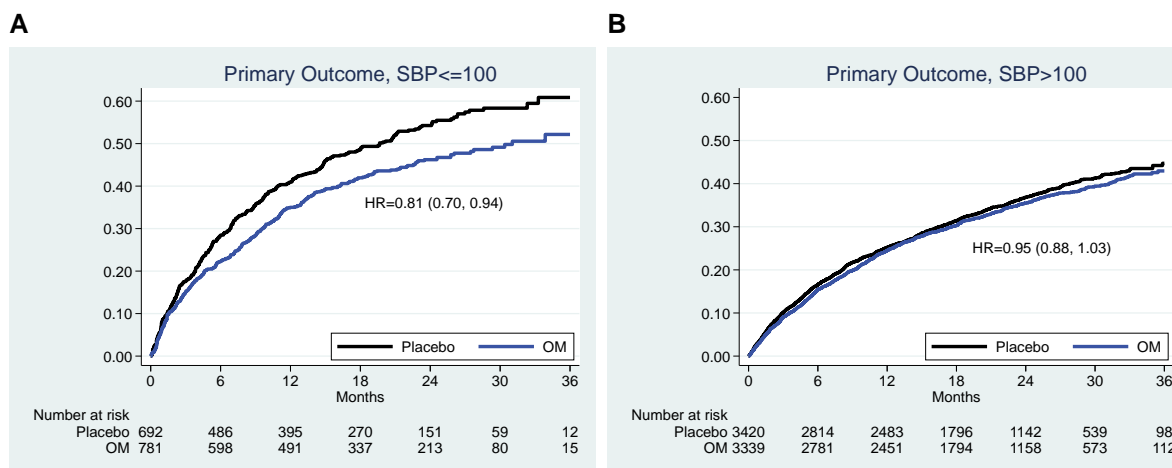 A
Primary Outcome, SBP<=100
0.60
0.50
0.40
0.30
0.20
0.10
0.00
HR=0.81 (0.70, 0.94)
Placebo OM
0 6 12 18 24 30 36
Months
Number at risk
Placebo 692 486 395 270 151 59 12
OM 781 598 491 337 213 80 15
B
Primary Outcome, SBP>100
0.60
0.50
0.40
0.30
0.20
0.10
0.00
HR=0.95 (0.88, 1.03)
Placebo OM
0 6 12 18 24 30 36
Months
Number at risk
Placebo 3420 2814 2483 1796 1142 539 98
OM 3339 2781 2451 1794 1158 573 112